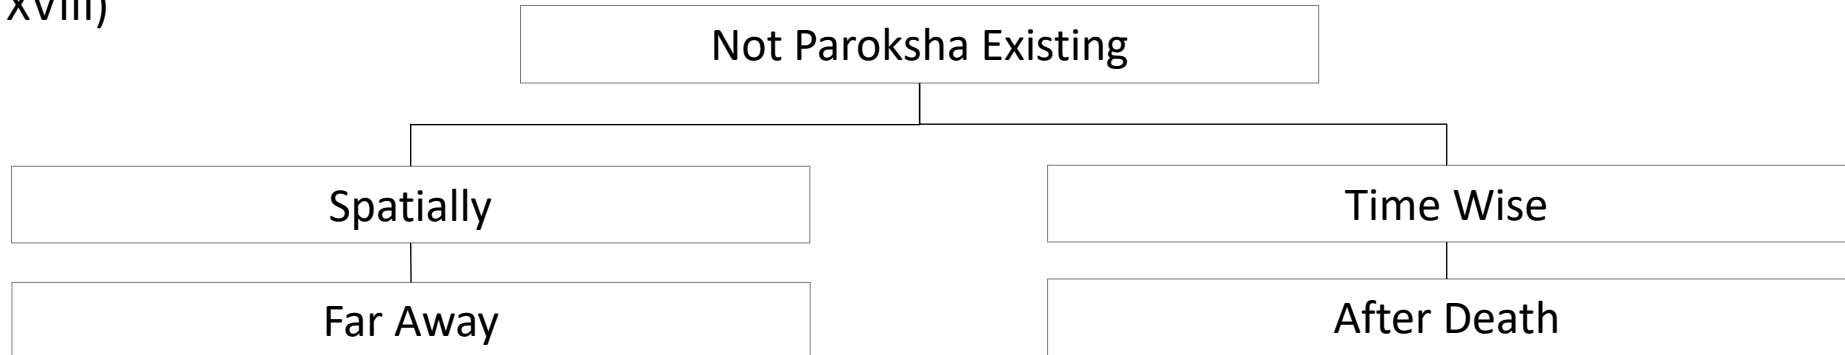 XVIII)
Not Paroksha Existing
Spatially
Time Wise
Far Away
After Death